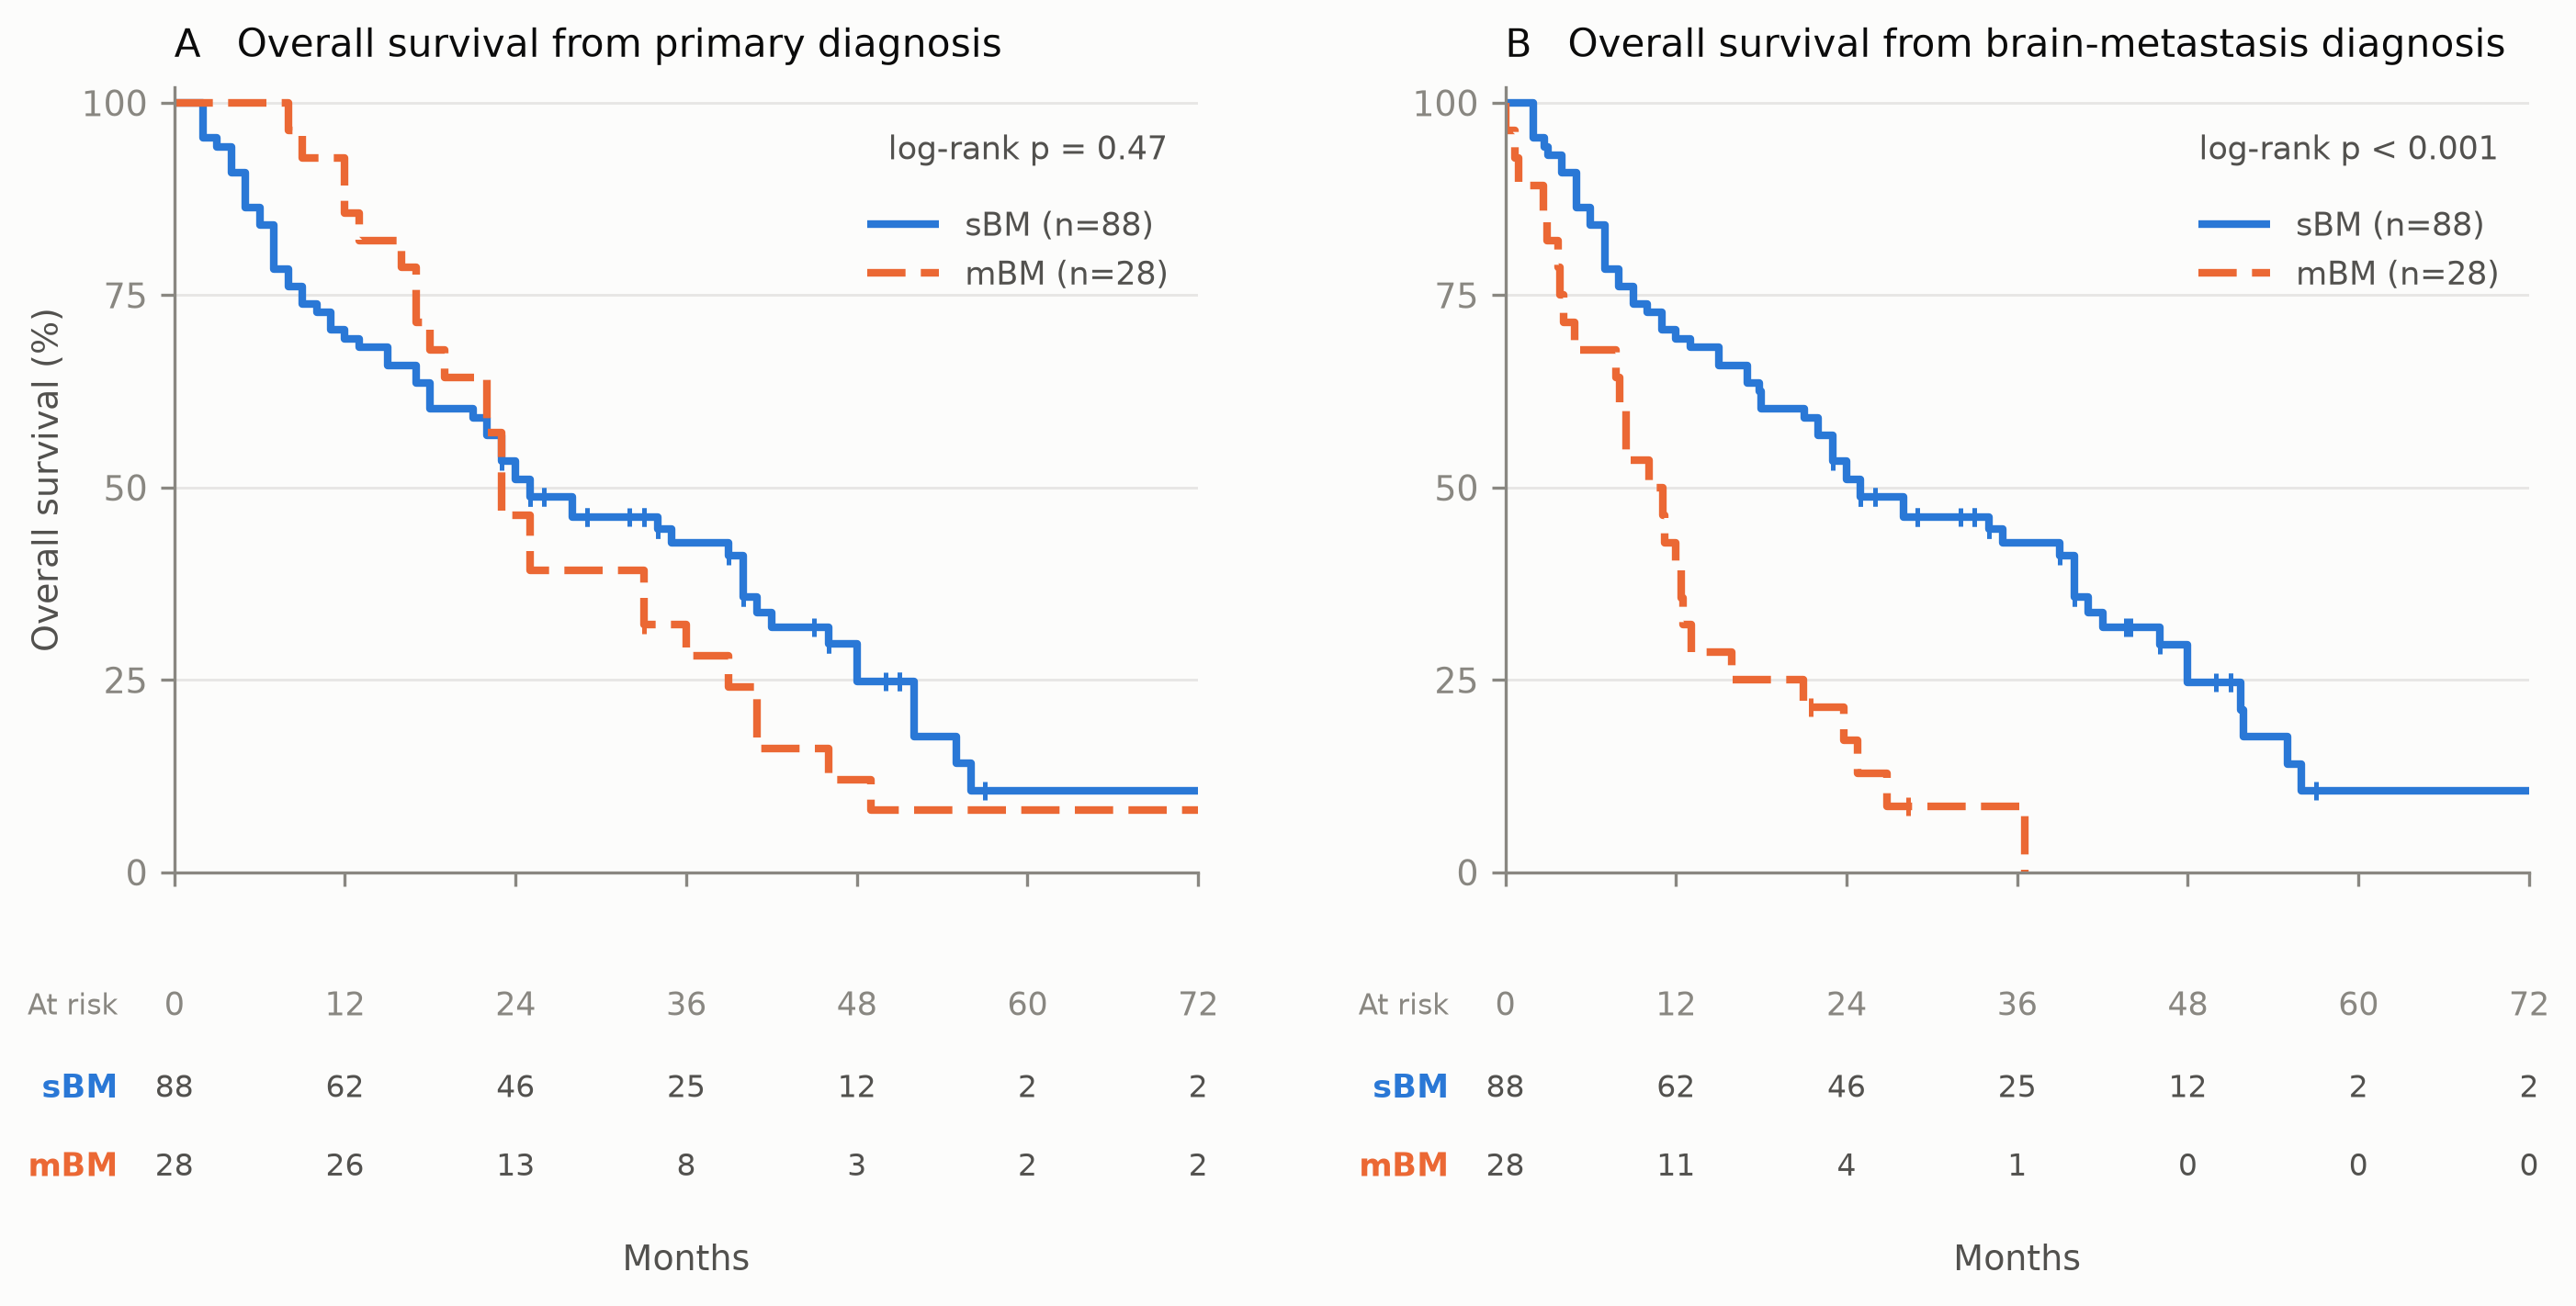 A Overall survival from primary diagnosis
100
75
50
25
0
Overall survival (%)
log-rank p = 0.47
sBM (n=88)
mBM (n=28)
At risk 0 12 24 36 48 60 72
sBM 88 62 46 25 12 2 2
mBM 28 26 13 8 3 2 2
Months
B Overall survival from brain-metastasis diagnosis
100
75
50
25
0
log-rank p < 0.001
sBM (n=88)
mBM (n=28)
At risk 0 12 24 36 48 60 72
sBM 88 62 46 25 12 2 2
mBM 28 11 4 1 0 0 0
Months